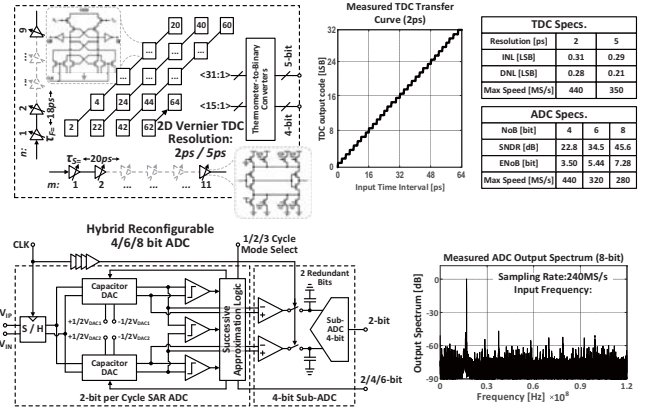 20
40
60
...
...
...
...
...
...
4
24
44
64
2
22
42
62
2D Vernier TDC
Resolution:
2ps / 5ps
9
...
...
2
1
n:
τF= 18ps
τS= 20ps
m:
1
2
...
...
11
<31:1>
<15:1>
Thermometer-to-Binary
Converters
5-bit
4-bit
Measured TDC Transfer
Curve (2ps)
TDC output code [LSB]
32
24
16
8
0
0
16
32
48
64
Input Time Interval [ps]
TDC Specs.
Resolution [ps] 2 5
INL [LSB] 0.31 0.29
DNL [LSB] 0.28 0.21
Max Speed [MS/s] 440 350
ADC Specs.
NoB [bit] 4 6 8
SNDR [dB] 22.8 34.5 45.6
ENoB [bit] 3.50 5.44 7.28
Max Speed [MS/s] 440 320 280
Hybrid Reconfigurable
4/6/8 bit ADC
1/2/3 Cycle
Mode Select
CLK
VIP
VIN
S / H
Capacitor
DAC
+1/2VDAC1
-1/2VDAC1
+1/2VDAC2
-1/2VDAC2
Capacitor
DAC
Successive
Approximation Logic
+
-
+
-
2 Redundant
Bits
Sub-
ADC
4-bit
2-bit
2/4/6-bit
2-bit per Cycle SAR ADC
4-bit Sub-ADC
Measured ADC Output Spectrum (8-bit)
Sampling Rate:240MS/s
Input Frequency:
Output Spectrum [dB]
0
-30
-60
-90
0
0.3
0.6
0.9
1.2
Frequency [Hz] ×10⁸